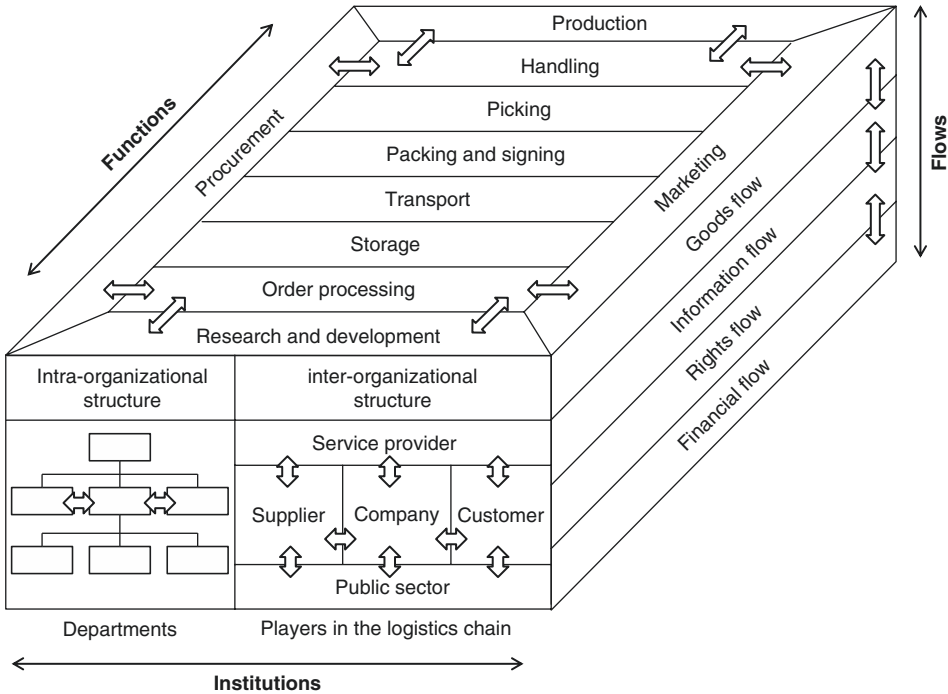 Production
Handling
Picking
Packing and signing
Transport
Storage
Order processing
Research and development
Functions
Procurement
Marketing
Goods flow
Information flow
Rights flow
Financial flow
Flows
Intra-organizational
structure
inter-organizational
structure
Service provider
Supplier
Company
Customer
Public sector
Departments
Players in the logistics chain
Institutions